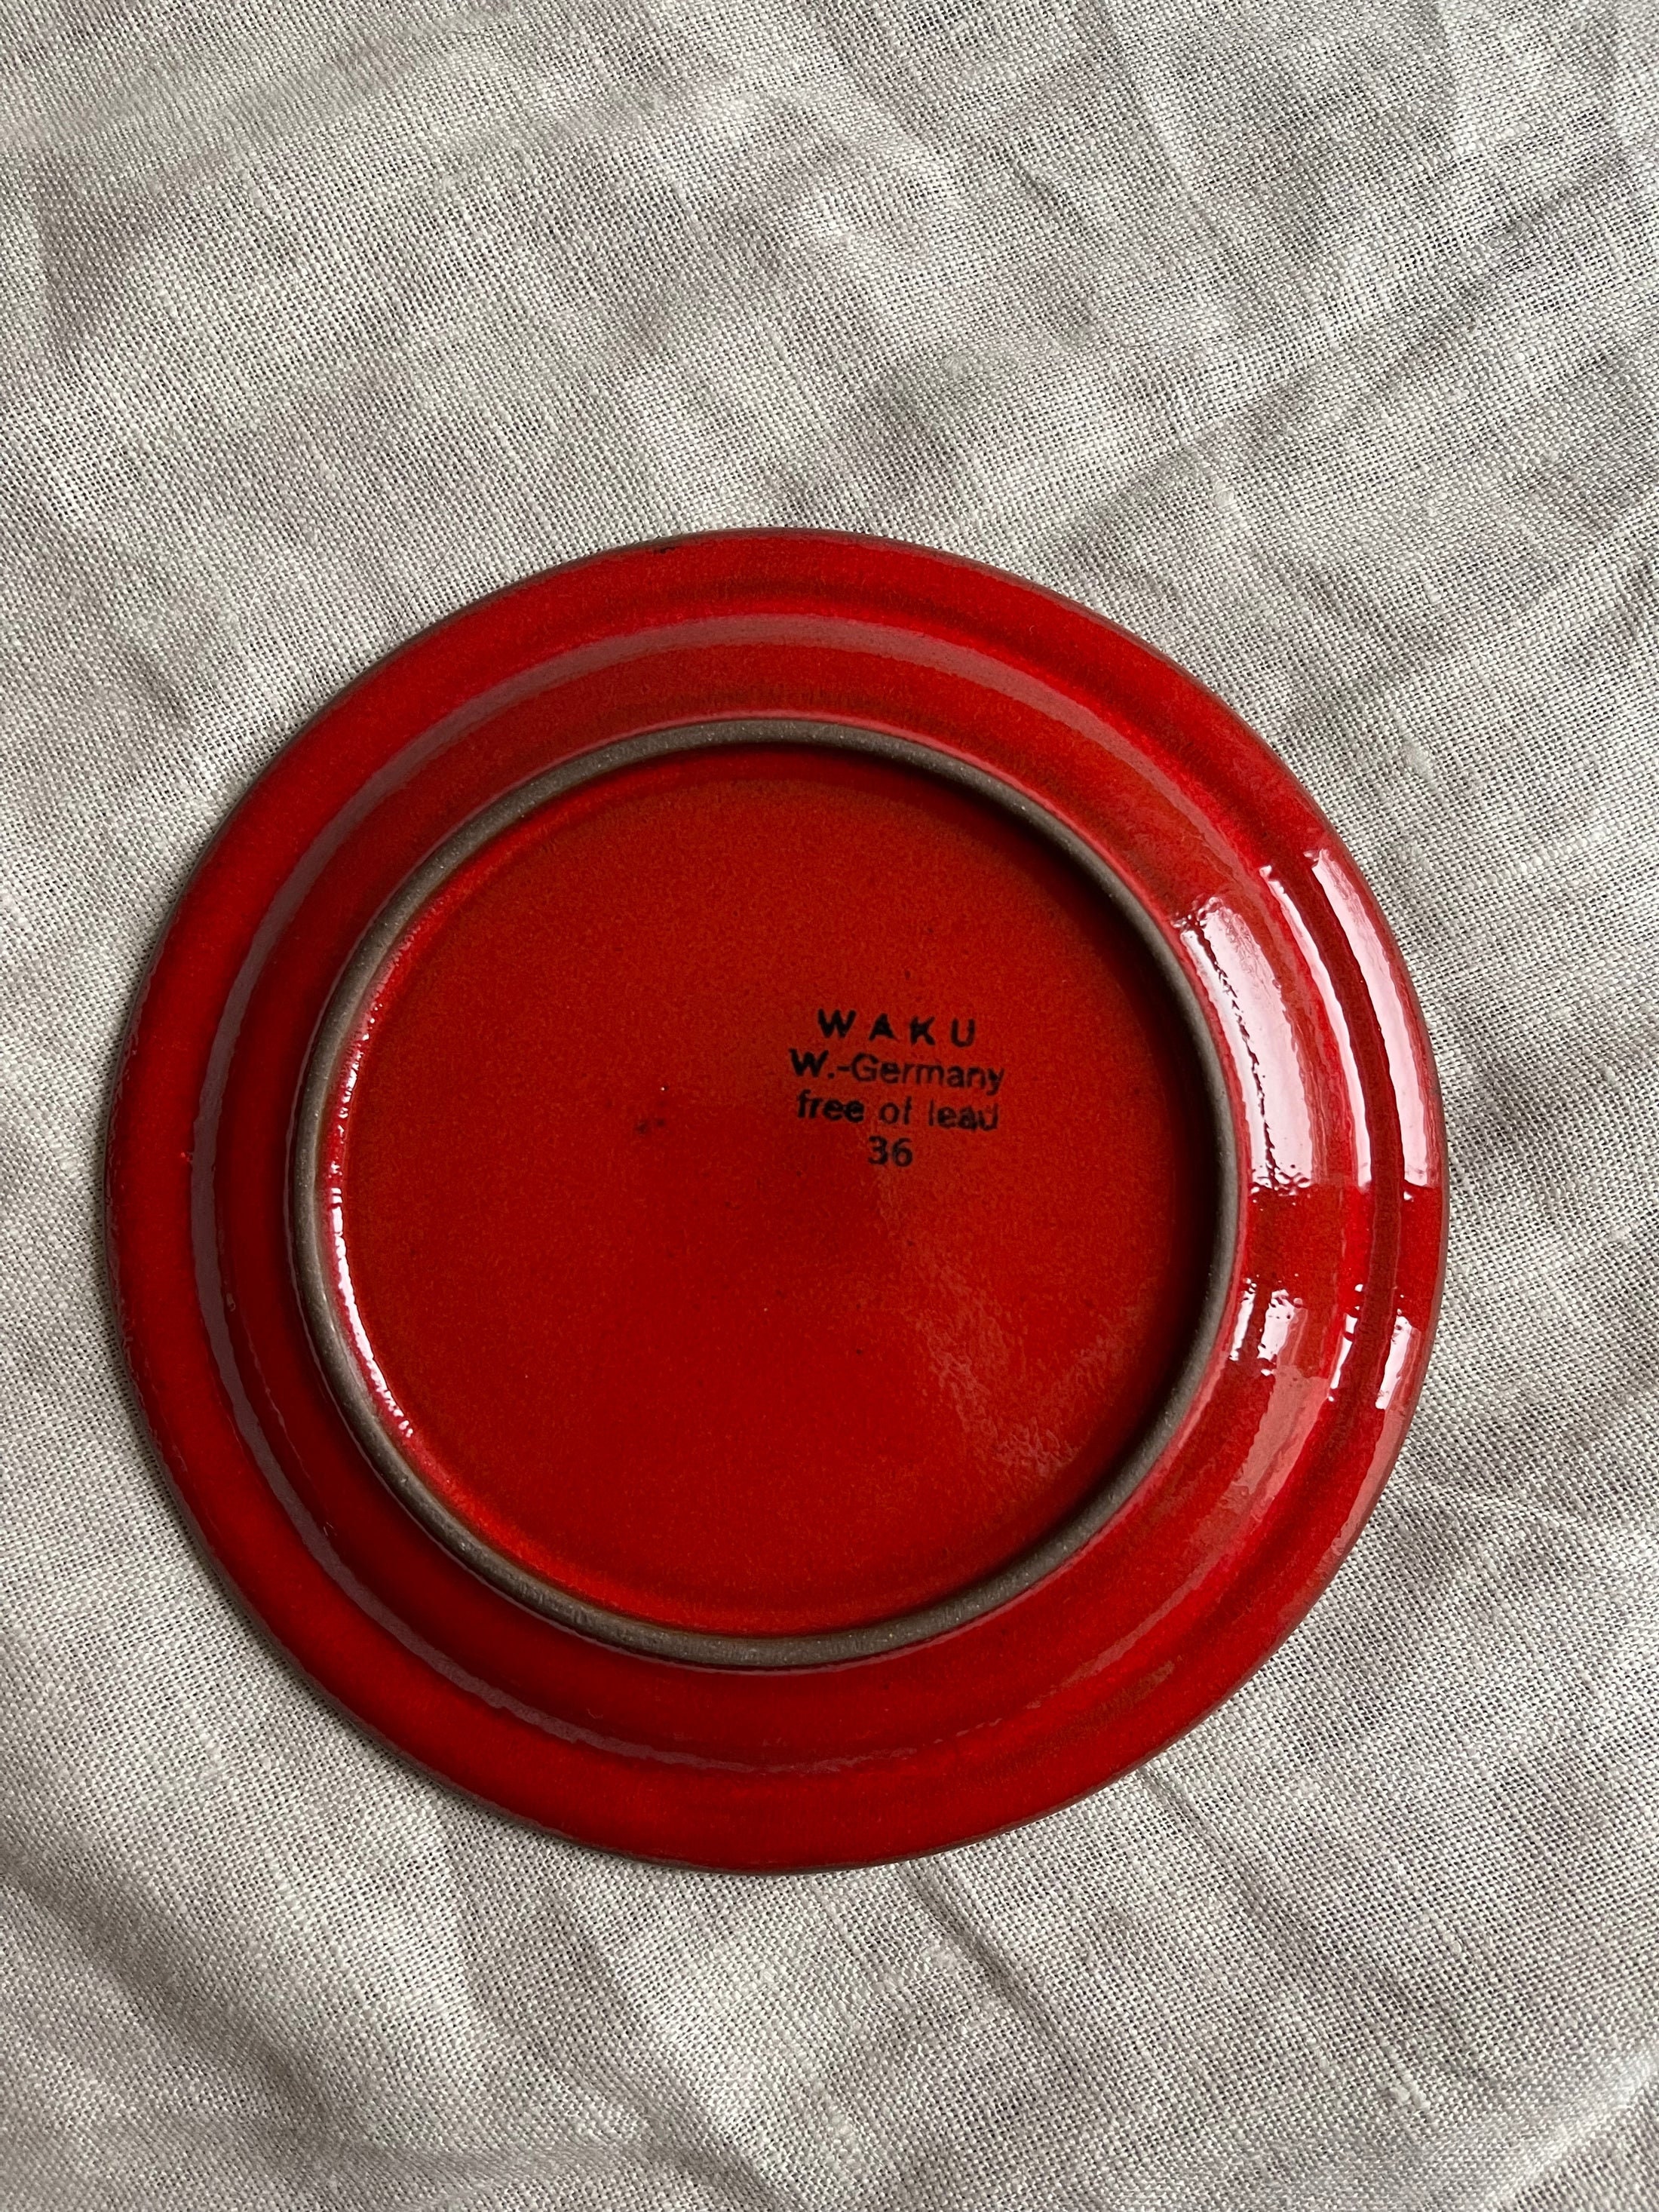 WAKU
W.-Germany
free of lead
36